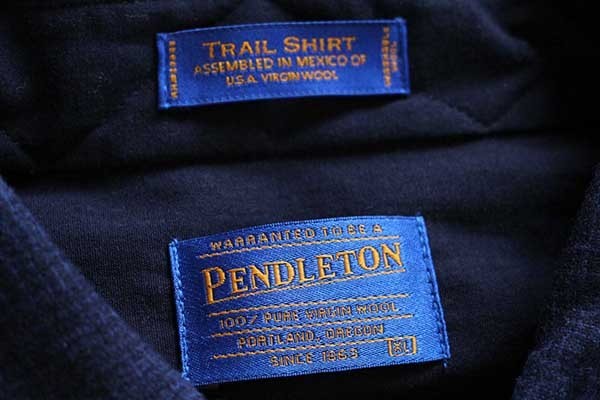 TRAIL SHIRT
ASSEMBLED IN MEXICO OF
U.S.A. VIRGIN WOOL
WARRANTED TO BE A
PENDLETON
100% PURE VIRGIN WOOL
PORTLAND, OREGON
SINCE 1863
XL